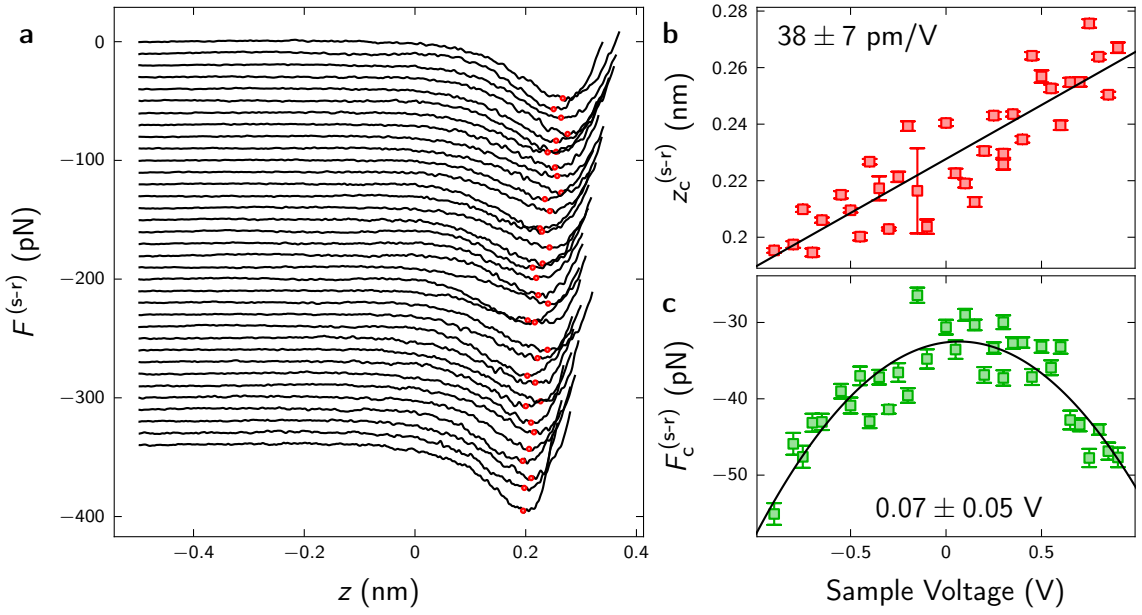 a
0
−100
−200
−300
−400
F(s-r) (pN)
−0.4
−0.2
0
0.2
0.4
z (nm)
b
38 ± 7 pm/V
0.28
0.26
0.24
0.22
0.2
zc(s-r) (nm)
c
−30
−40
−50
Fc(s-r) (pN)
0.07 ± 0.05 V
−0.5
0
0.5
Sample Voltage (V)